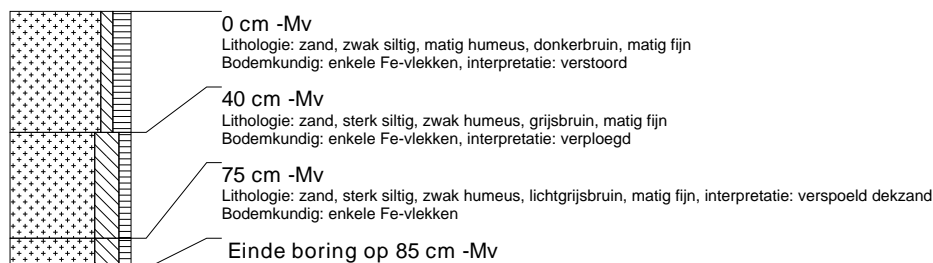 0 cm -Mv
Lithologie: zand, zwak siltig, matig humeus, donkerbruin, matig fijn
Bodemkundig: enkele Fe-vlekken, interpretatie: verstoord
40 cm -Mv
Lithologie: zand, sterk siltig, zwak humeus, grijsbruin, matig fijn
Bodemkundig: enkele Fe-vlekken, interpretatie: verploegd
75 cm -Mv
Lithologie: zand, sterk siltig, zwak humeus, lichtgrijsbruin, matig fijn, interpretatie: verspoeld dekzand
Bodemkundig: enkele Fe-vlekken
Einde boring op 85 cm -Mv